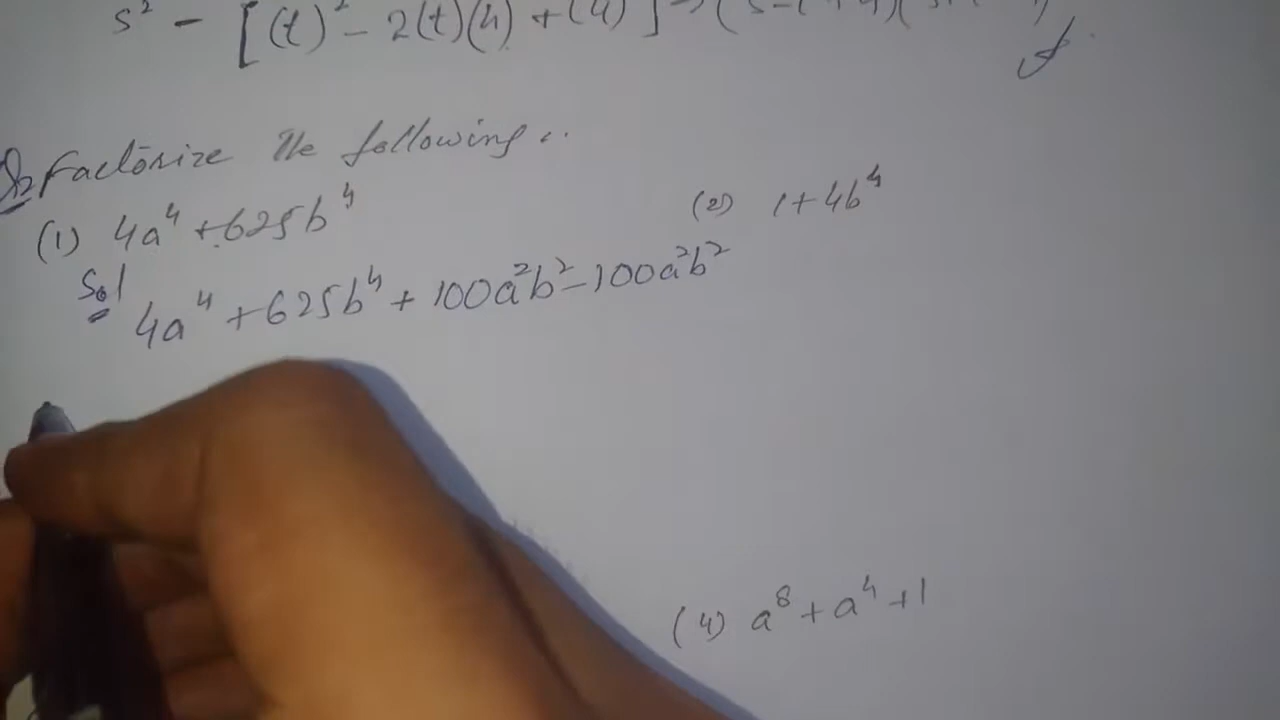 s² - [(t)² - 2(t)(4) + (4)
Q2 Factorize the following..
(1) 4a⁴ + 625b⁴ (2) 1 + 4b⁴
Sol
4a⁴ + 625b⁴ + 100a²b² - 100a²b²
(4) a⁸ + a⁴ + 1